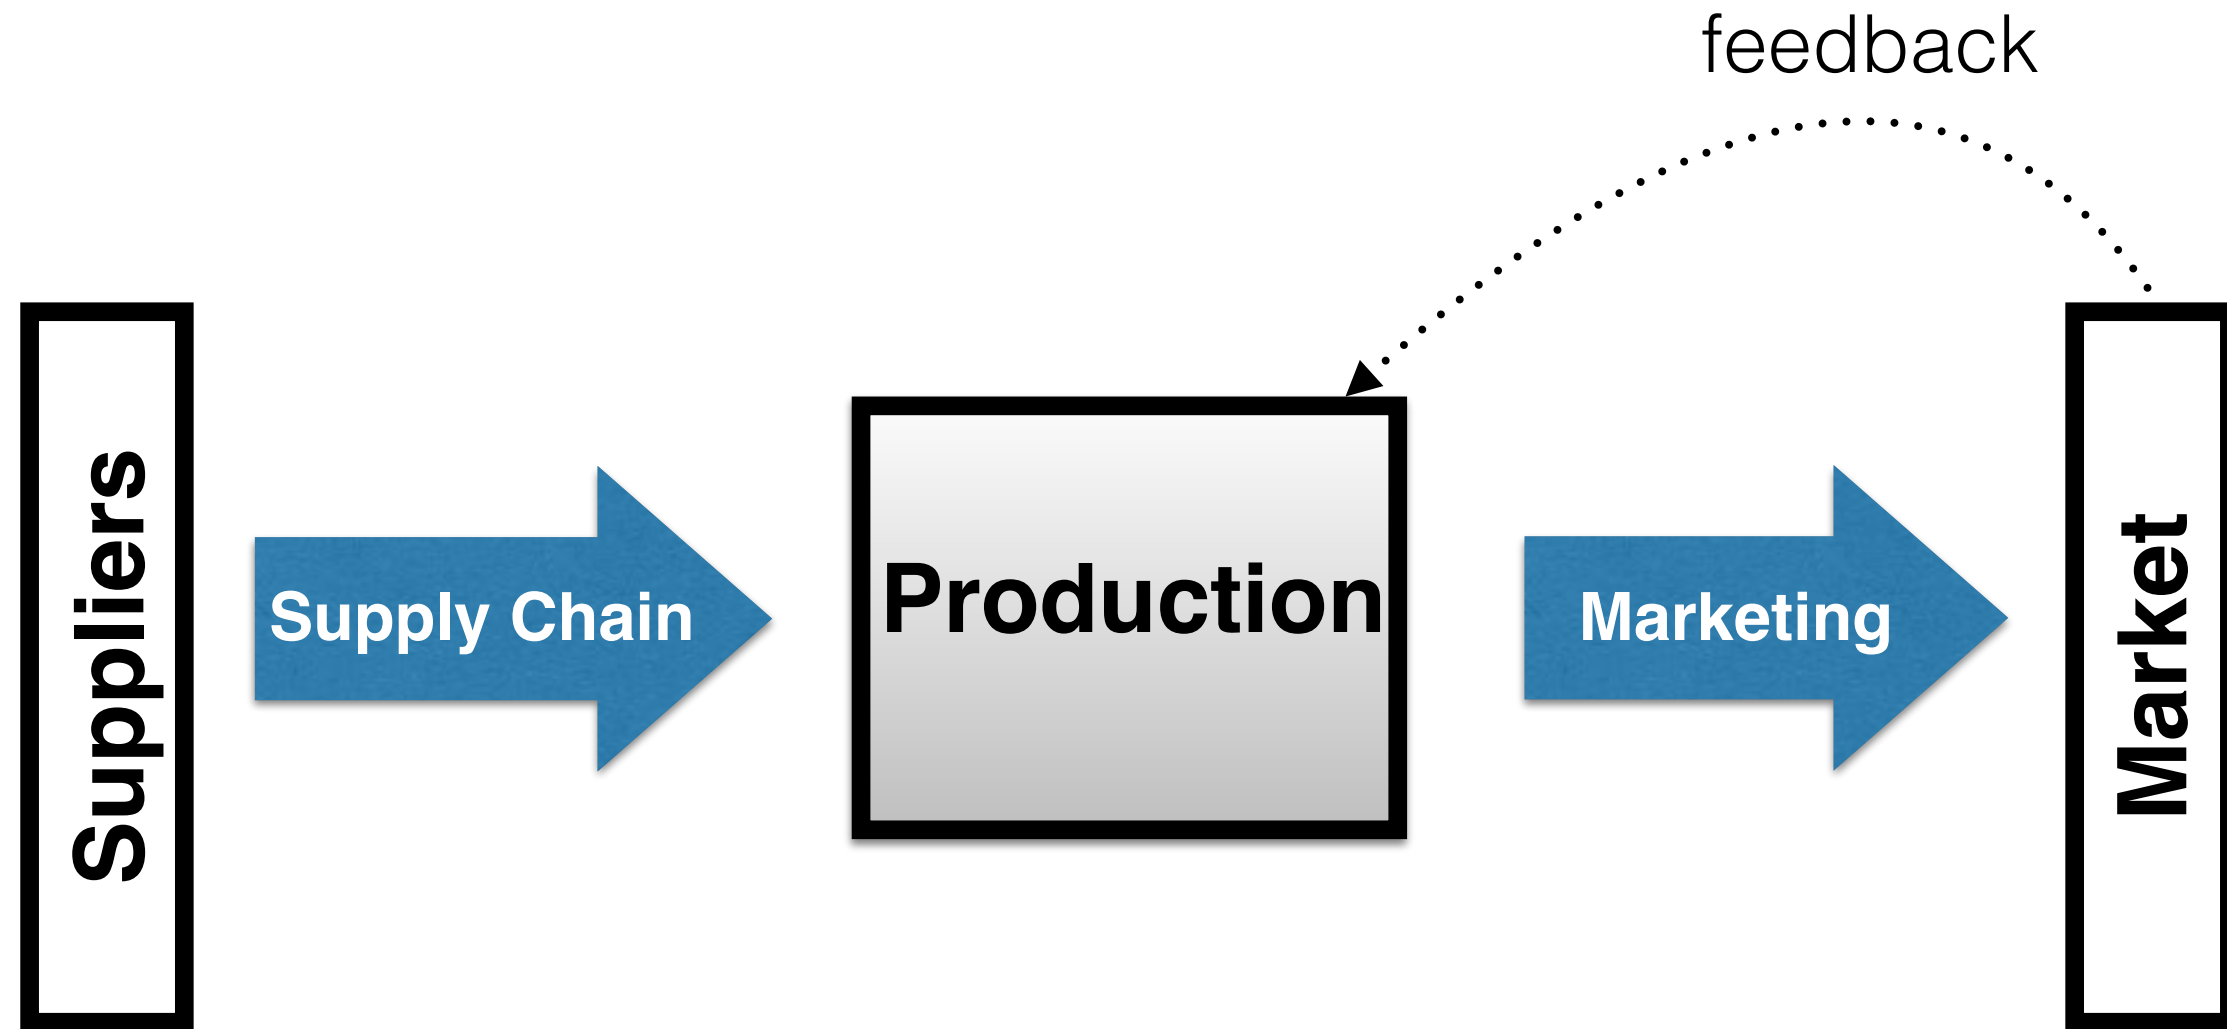 feedback
Suppliers
Supply Chain
Production
Marketing
Market